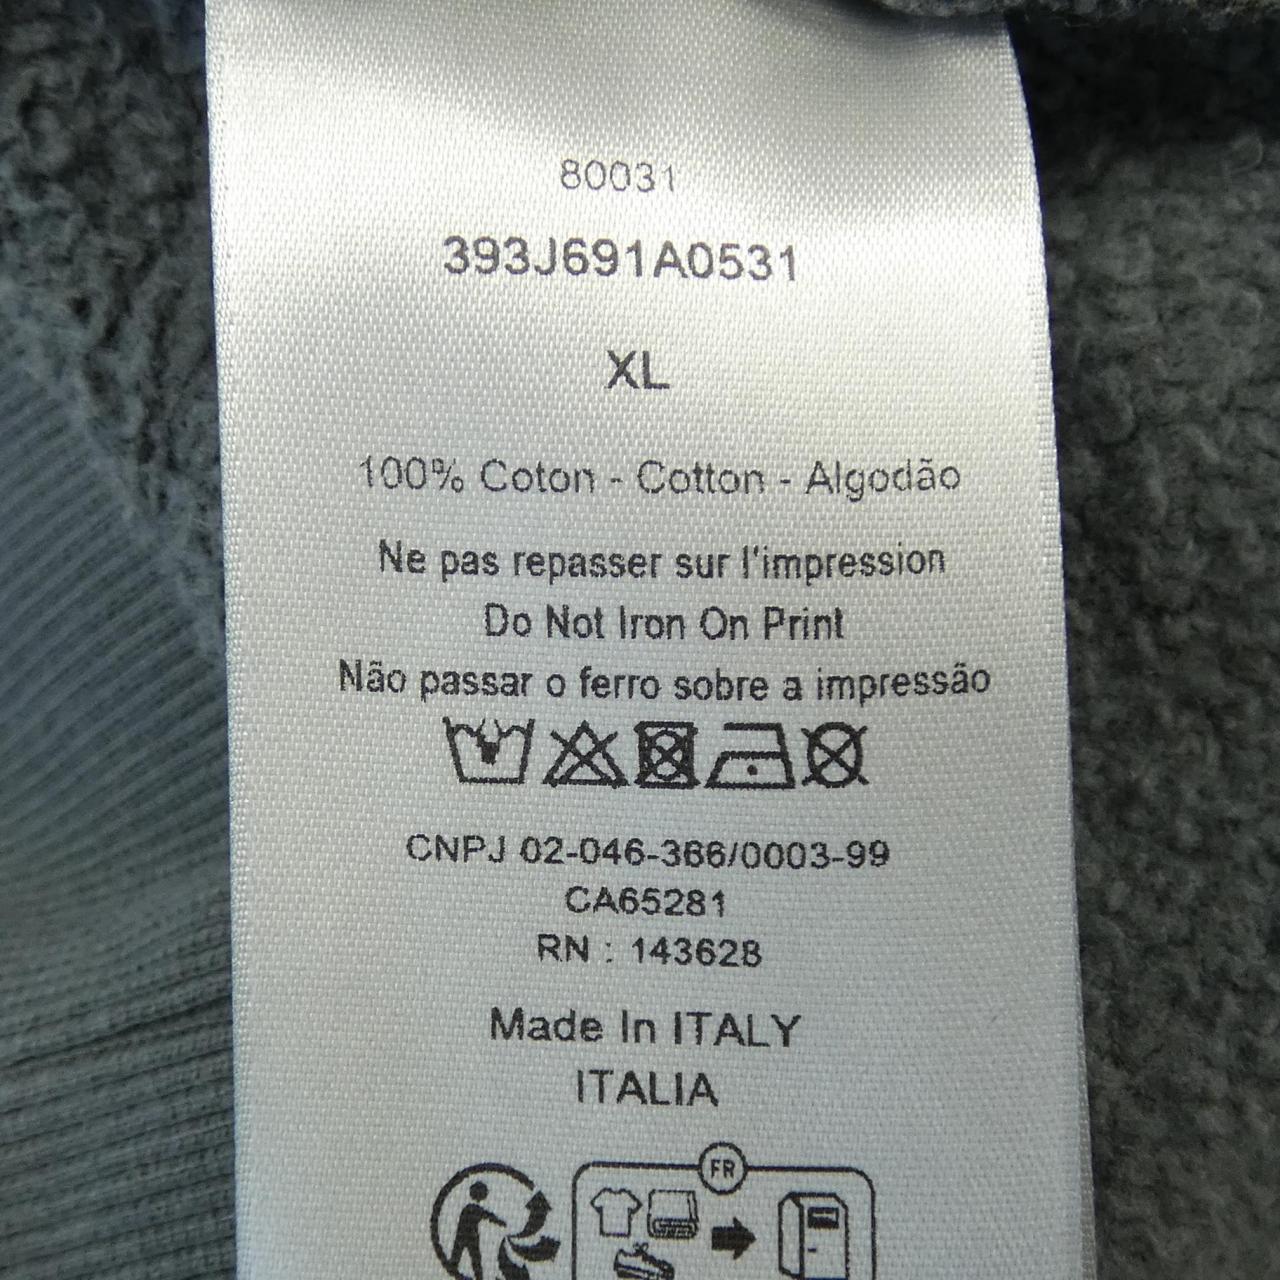 80031
393J691A0531
XL
100% Coton - Cotton - Algodão
Ne pas repasser sur l'impression
Do Not Iron On Print
Não passar o ferro sobre a impressão
CNPJ 02-046-366/0003-99
CA65281
RN : 143628
Made In ITALY
ITALIA
FR